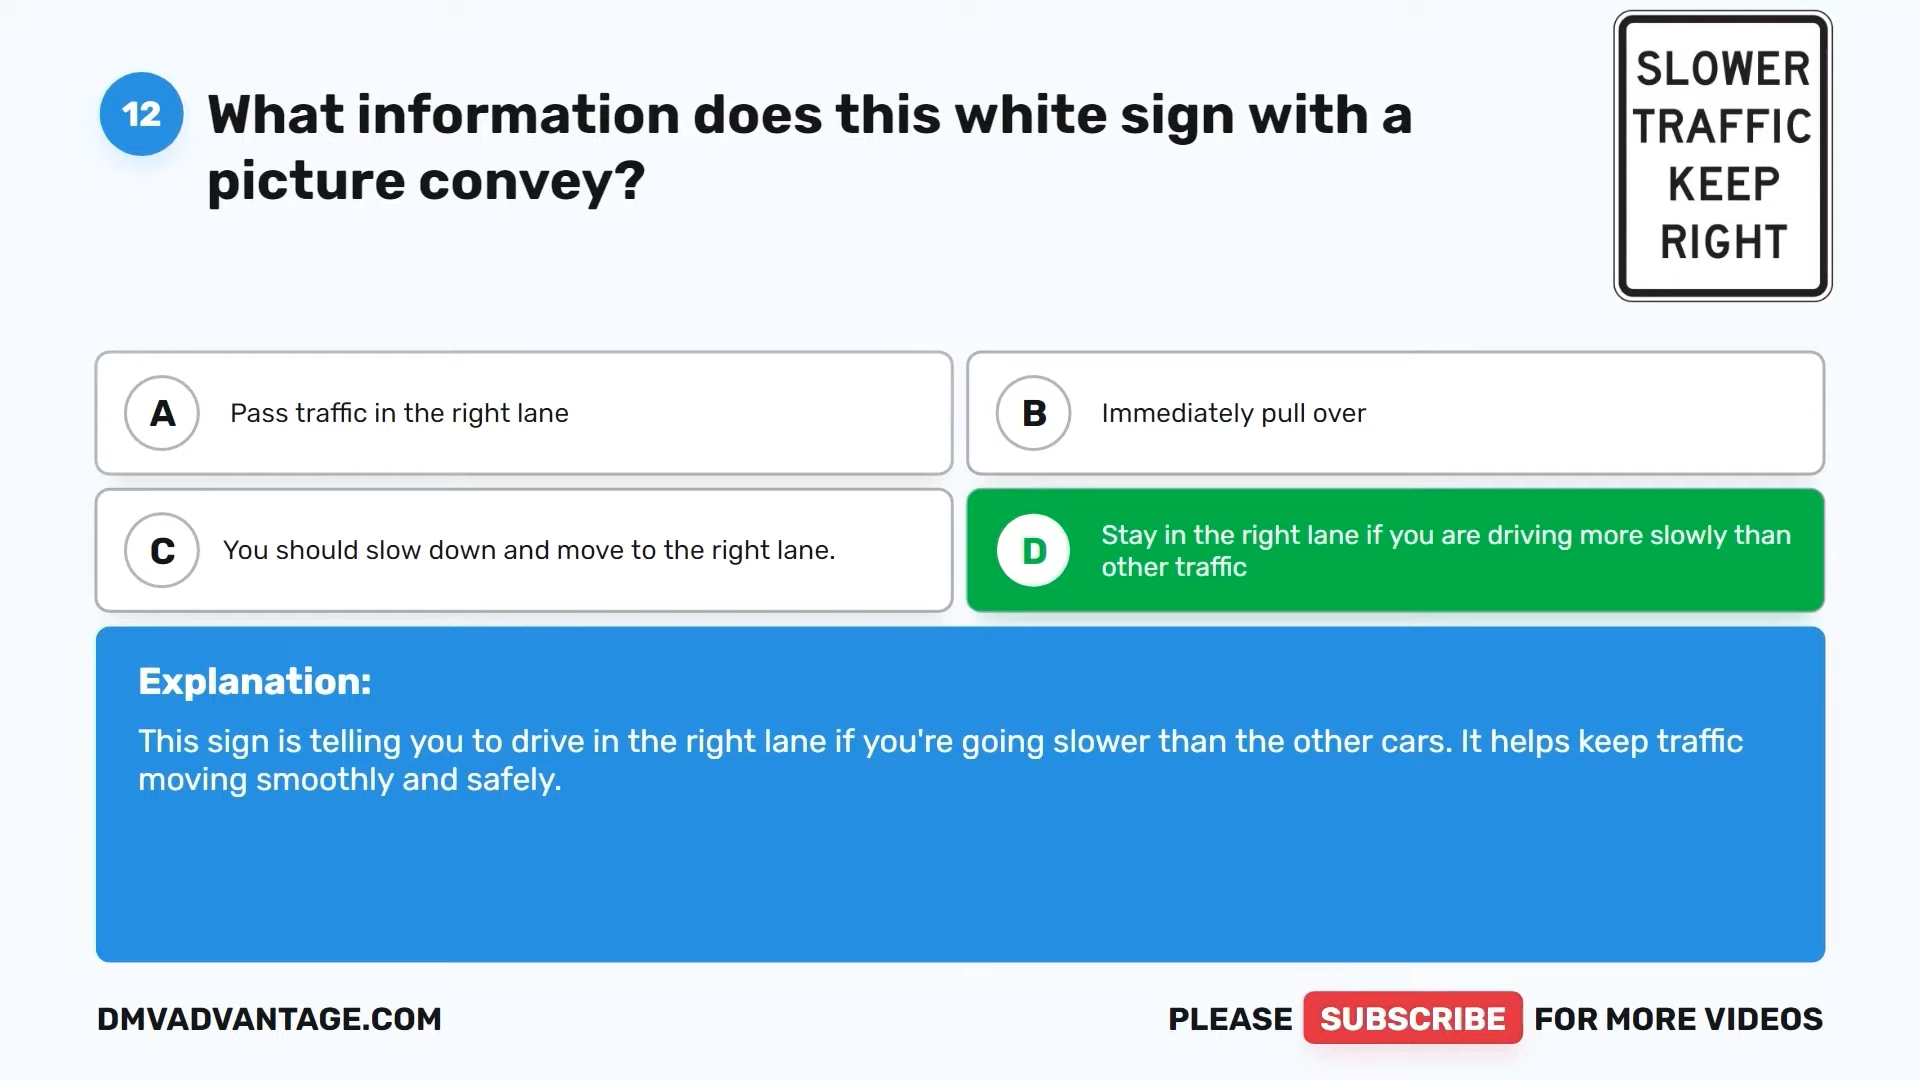 12
What information does this white sign with a
picture convey?
SLOWER
TRAFFIC
KEEP
RIGHT
A
Pass traffic in the right lane
B
Immediately pull over
C
You should slow down and move to the right lane.
D
Stay in the right lane if you are driving more slowly than
other traffic
Explanation:
This sign is telling you to drive in the right lane if you're going slower than the other cars. It helps keep traffic
moving smoothly and safely.
DMVADVANTAGE.COM
PLEASE SUBSCRIBE FOR MORE VIDEOS